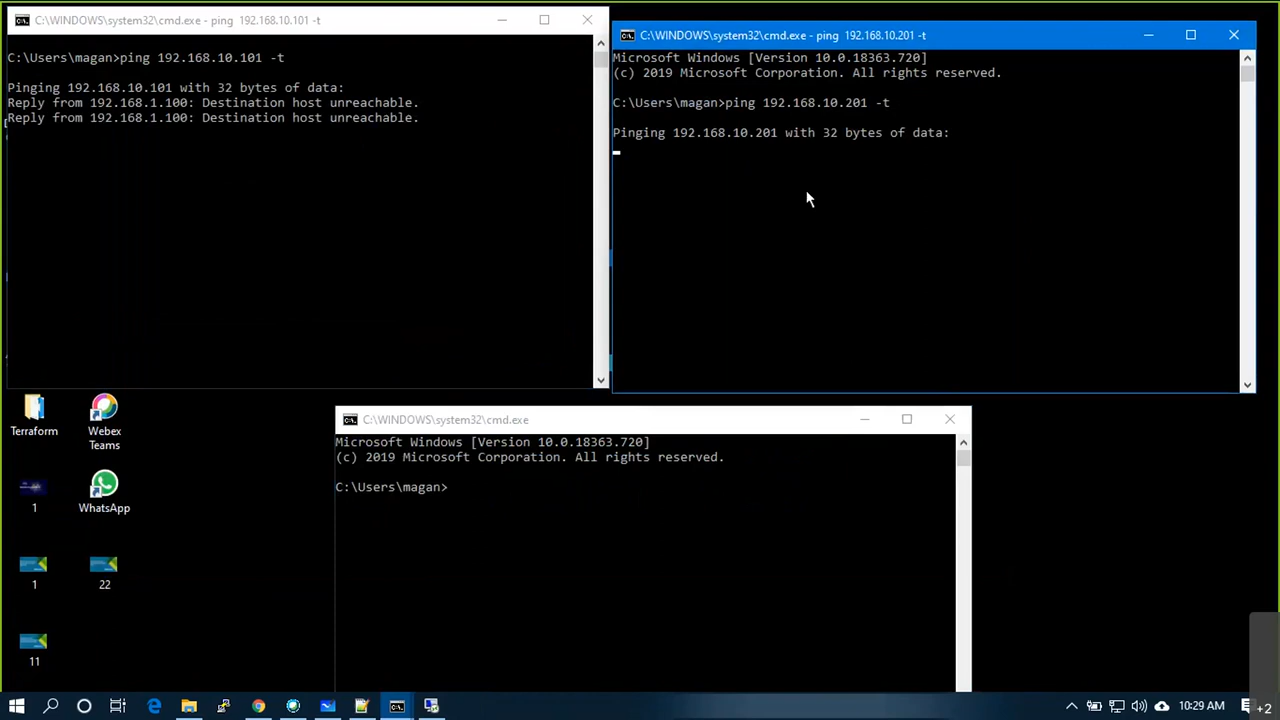 C:\WINDOWS\system32\cmd.exe - ping  192.168.10.101 -t
C:\Users\magan>ping 192.168.10.101 -t
Pinging 192.168.10.101 with 32 bytes of data:
Reply from 192.168.1.100: Destination host unreachable.
Reply from 192.168.1.100: Destination host unreachable.
C:\WINDOWS\system32\cmd.exe - ping  192.168.10.201 -t
Microsoft Windows [Version 10.0.18363.720]
(c) 2019 Microsoft Corporation. All rights reserved.
C:\Users\magan>ping 192.168.10.201 -t
Pinging 192.168.10.201 with 32 bytes of data:
C:\WINDOWS\system32\cmd.exe
Microsoft Windows [Version 10.0.18363.720]
(c) 2019 Microsoft Corporation. All rights reserved.
C:\Users\magan>
Terraform
Webex
Teams
1
WhatsApp
1
22
11
10:29 AM
+2